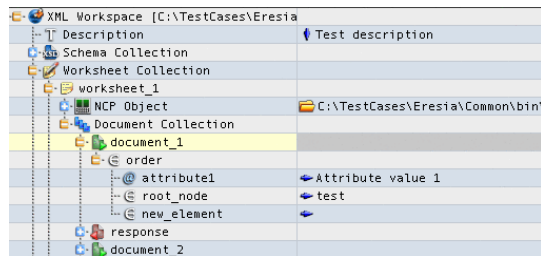 XML Workspace [C:\TestCases\Eresia
Description Test description
Schema Collection
Worksheet Collection
worksheet_1
NCP Object C:\TestCases\Eresia\Common\bin\
Document Collection
document_1
order
attribute1 Attribute value 1
root_node test
new_element
response
document_2